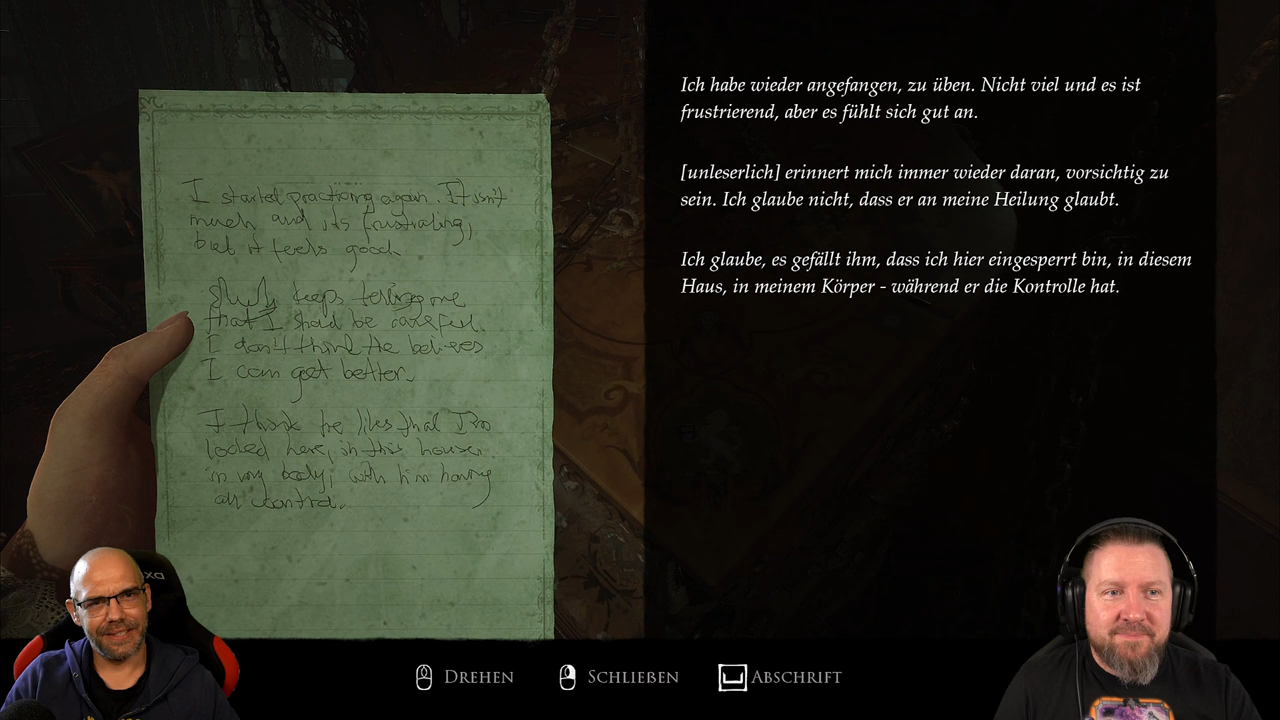 I started practicing again. It isn't
much and it's frustrating,
but it feels good.
keeps telling me
that I should be careful.
I don't think he believes
I can get better.
I think he likes that I'm
locked here, in this house,
in my body, with him having
all control.
Ich habe wieder angefangen, zu üben. Nicht viel und es ist
frustrierend, aber es fühlt sich gut an.
[unleserlich] erinnert mich immer wieder daran, vorsichtig zu
sein. Ich glaube nicht, dass er an meine Heilung glaubt.
Ich glaube, es gefällt ihm, dass ich hier eingesperrt bin, in diesem
Haus, in meinem Körper - während er die Kontrolle hat.
DREHEN
SCHLIEẞEN
ABSCHRIFT